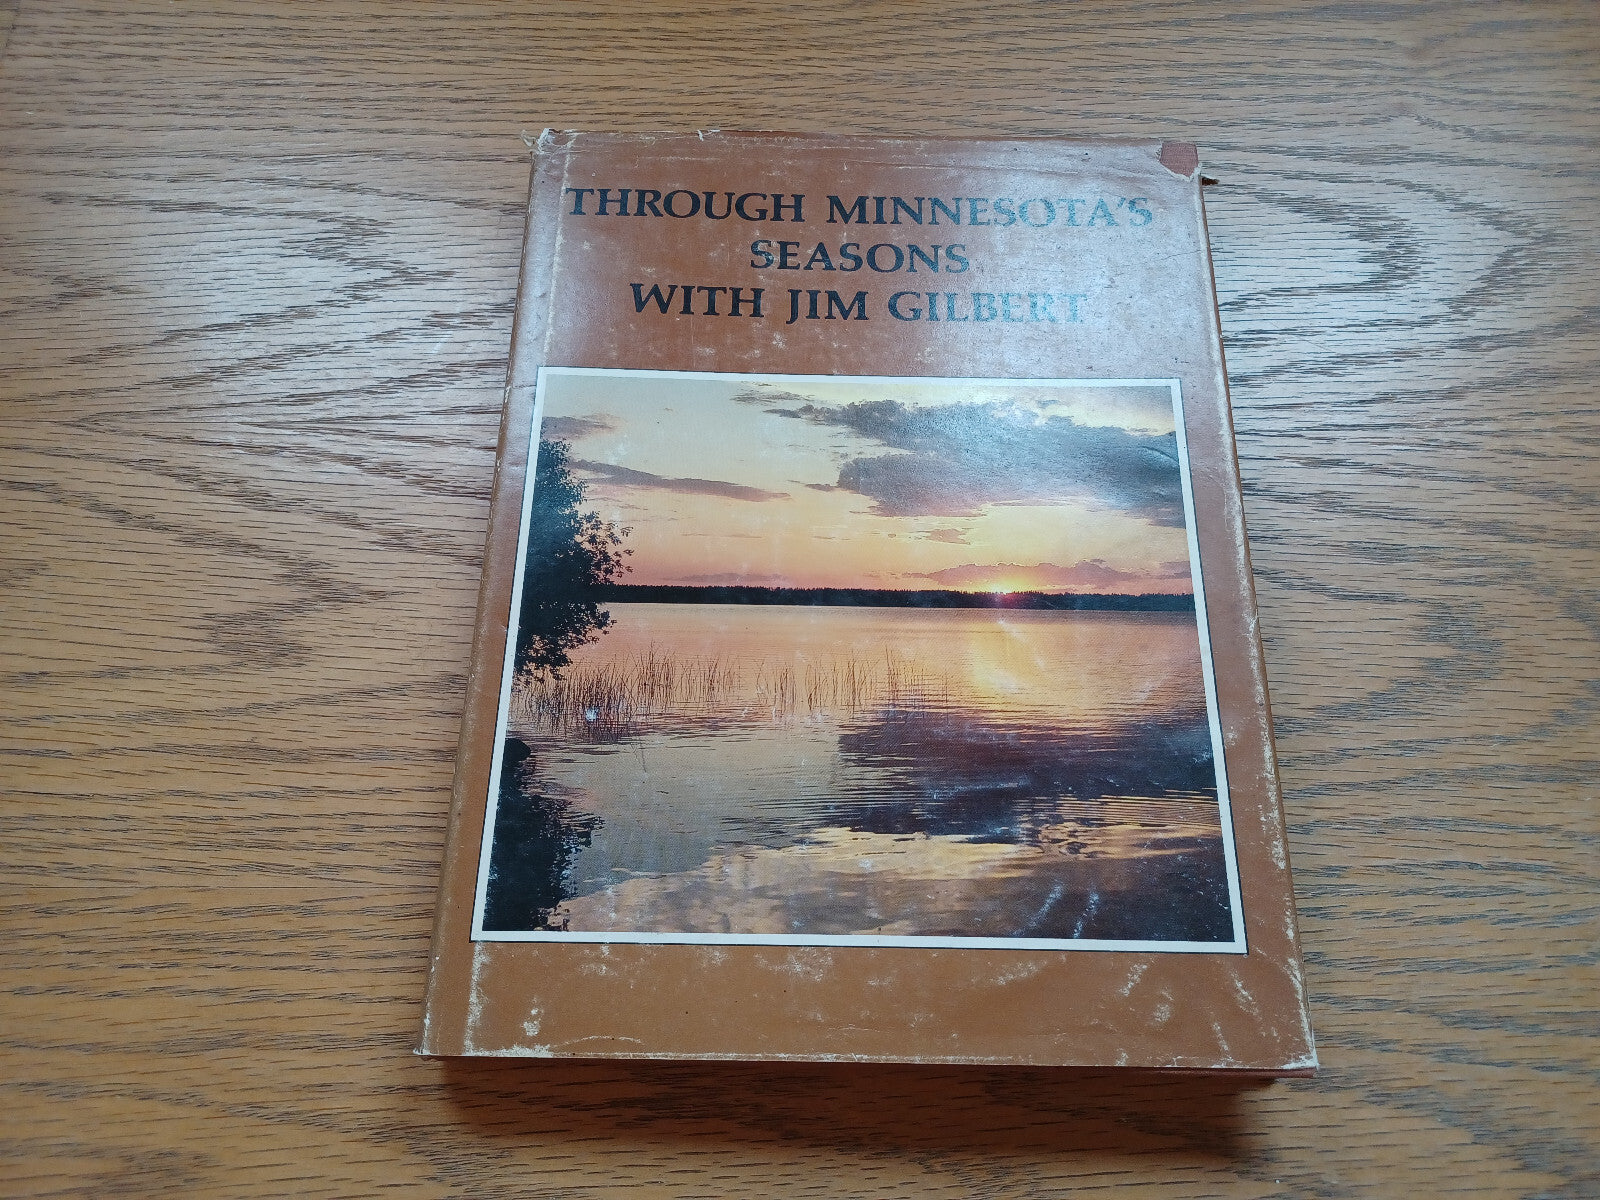 THROUGH MINNESOTA'S
SEASONS
WITH JIM GILBERT